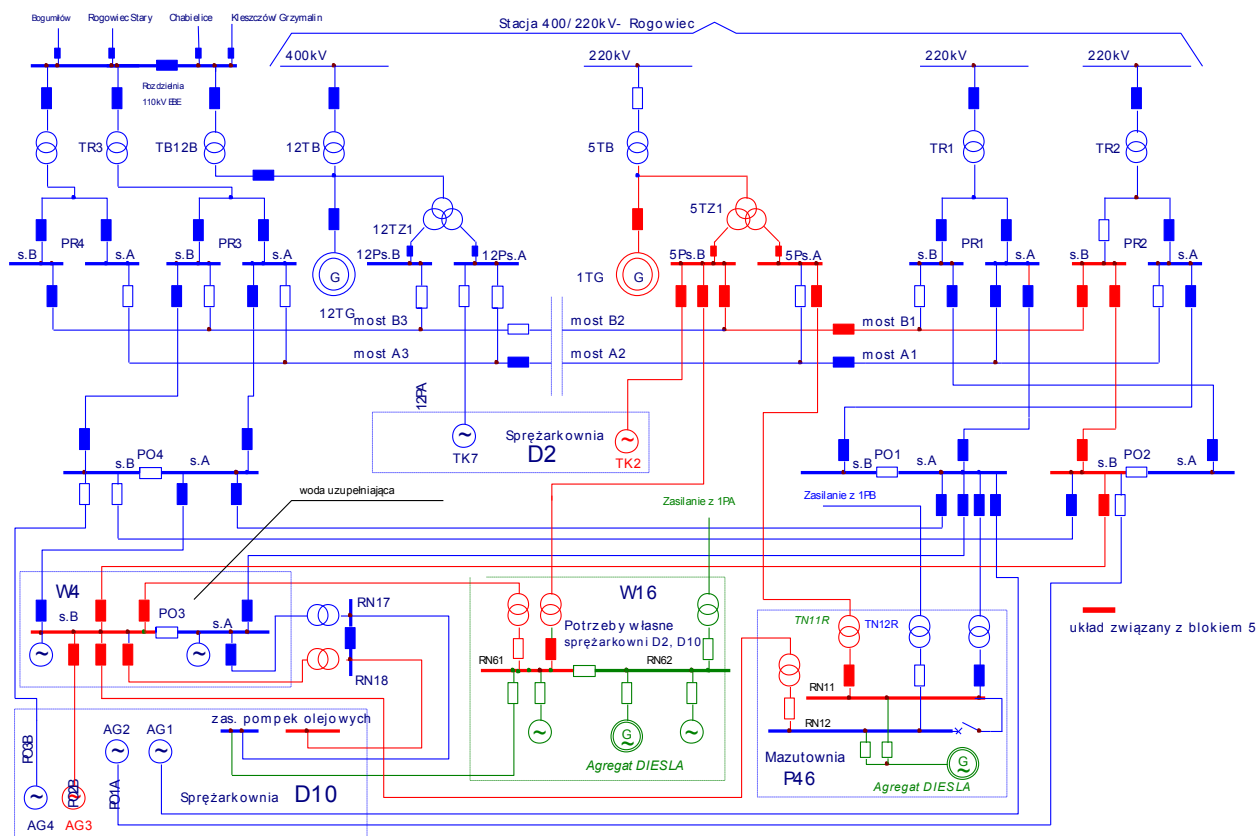 Stacja 400/220kV- Rogowiec
Bogumiłów
Rogowiec Stary
Chabielice
Kleszczów/ Grzymalin
400kV
220kV
220kV
220kV
Rozdzielnia
110kV EBE
TR3
TB12B
12TB
5TB
TR1
TR2
12TZ1
5TZ1
PR4
PR3
PR1
PR2
s.B
s.A
s.B
s.A
G
12Ps.B
12Ps.A
G
5Ps.B
5Ps.A
s.B
s.A
s.B
s.A
12TG
1TG
most B3
most B2
most B1
most A3
most A2
most A1
12PA
Sprężarkownia
D2
TK7
TK2
PO4
s.B
s.A
PO1
s.B
s.A
PO2
s.B
s.A
woda uzupełniająca
Zasilanie z 1PA
Zasilanie z 1PB
W4
PO3
s.B
s.A
RN17
RN18
W16
Potrzeby własne
sprężarkowni D2, D10
RN61
RN62
G
Agregat DIESLA
TN11R
TN12R
RN11
RN12
Mazutownia
P46
G
Agregat DIESLA
układ związany z blokiem 5
zas. pompek olejowych
AG2
AG1
PO3B
PO2B
PO1A
Sprężarkownia
D10
AG4
AG3